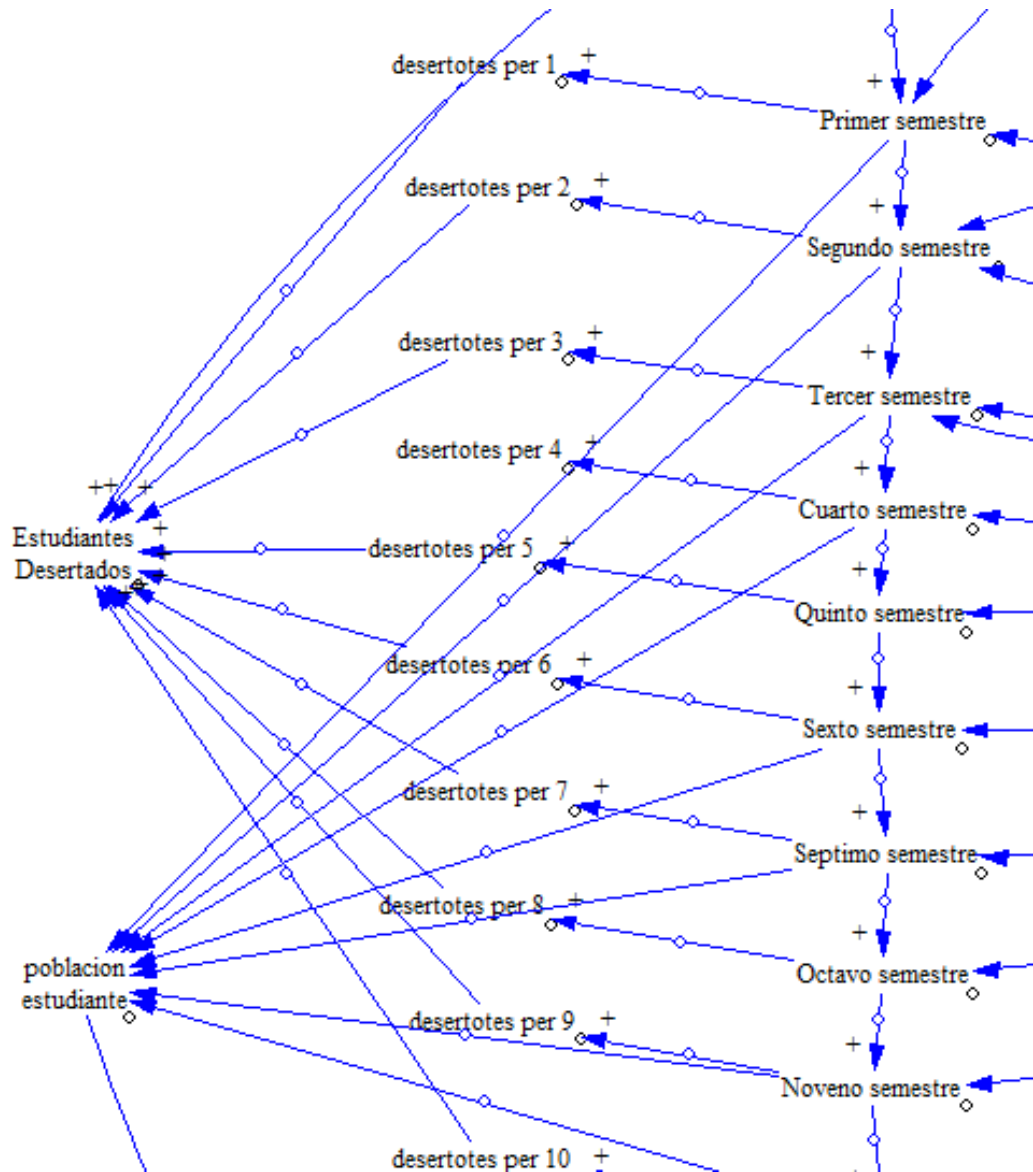 desertotes per 1
+
+
Primer semestre
desertotes per 2
+
+
Segundo semestre
desertotes per 3
+
+
Tercer semestre
desertotes per 4
+
+
Cuarto semestre
++ +
Estudiantes
Desertados
+
+
+
+
+
desertotes per 5
+
+
Quinto semestre
desertotes per 6
+
+
Sexto semestre
desertotes per 7
+
+
Septimo semestre
desertotes per 8
+
+
Octavo semestre
poblacion
estudiante
desertotes per 9
+
+
Noveno semestre
desertotes per 10
+